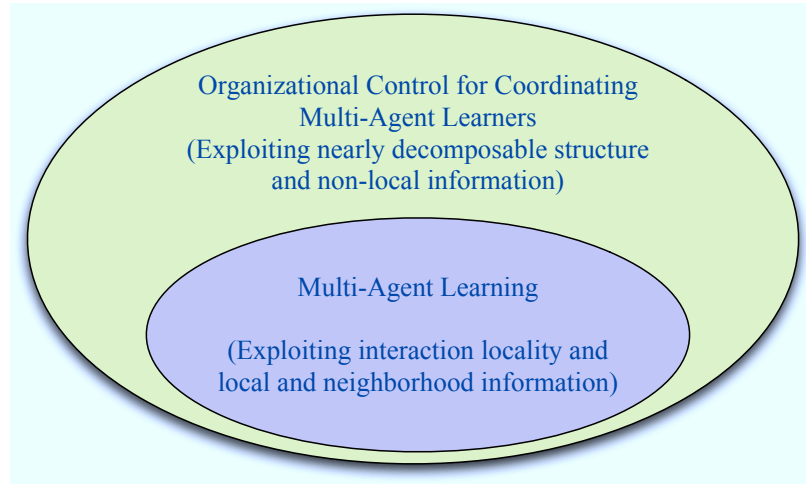 Organizational Control for Coordinating
Multi-Agent Learners
(Exploiting nearly decomposable structure
and non-local information)
Multi-Agent Learning
(Exploiting interaction locality and
local and neighborhood information)